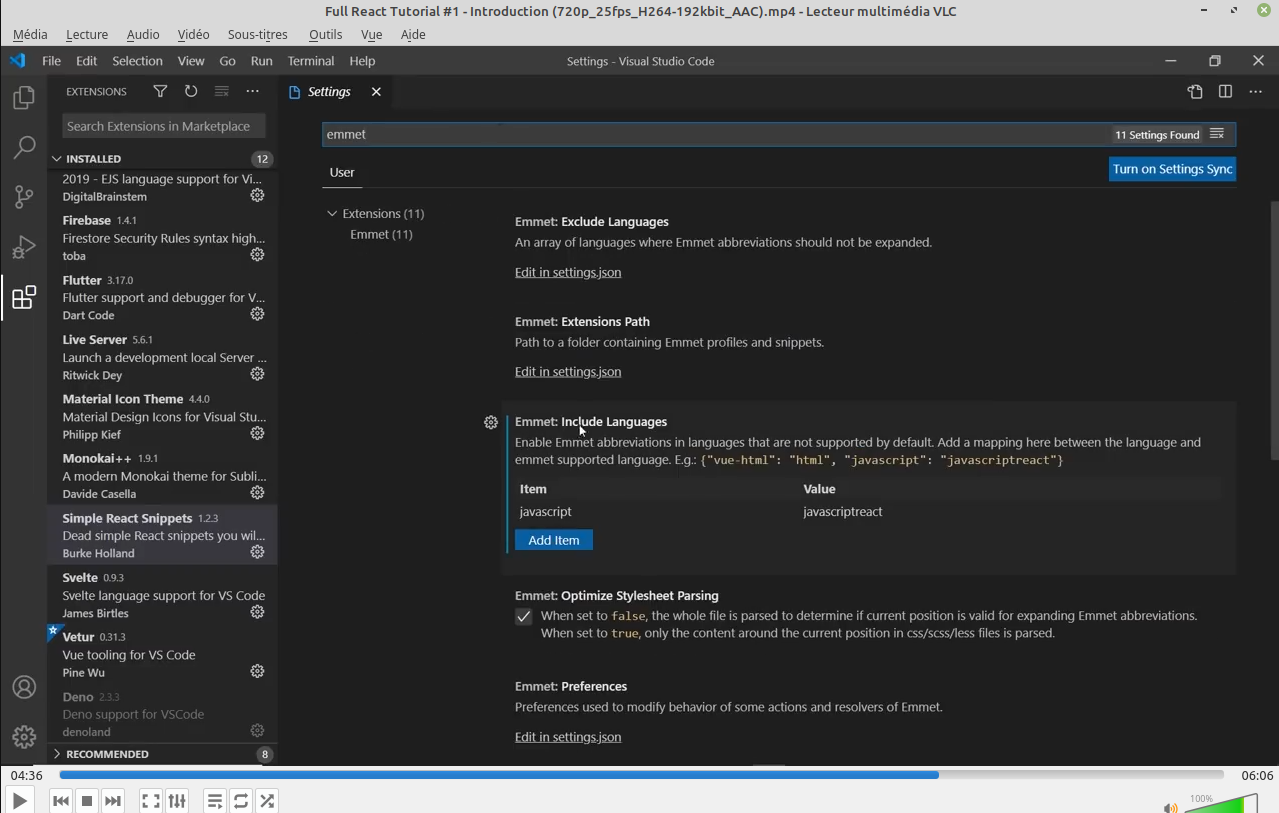 Full React Tutorial #1 - Introduction (720p_25fps_H264-192kbit_AAC).mp4 - Lecteur multimédia VLC
Média Lecture Audio Vidéo Sous-titres Outils Vue Aide
File Edit Selection View Go Run Terminal Help Settings - Visual Studio Code
EXTENSIONS
Search Extensions in Marketplace
INSTALLED 12
2019 - EJS language support for Vi...
DigitalBrainstem
Firebase 1.4.1
Firestore Security Rules syntax high...
toba
Flutter 3.17.0
Flutter support and debugger for V...
Dart Code
Live Server 5.6.1
Launch a development local Server ...
Ritwick Dey
Material Icon Theme 4.4.0
Material Design Icons for Visual Stu...
Philipp Kief
Monokai++ 1.9.1
A modern Monokai theme for Subli...
Davide Casella
Simple React Snippets 1.2.3
Dead simple React snippets you wil...
Burke Holland
Svelte 0.9.3
Svelte language support for VS Code
James Birtles
Vetur 0.31.3
Vue tooling for VS Code
Pine Wu
Deno 2.3.3
Deno support for VSCode
denoland
RECOMMENDED 8
Settings
emmet 11 Settings Found
User Turn on Settings Sync
Extensions (11)
Emmet (11)
Emmet: Exclude Languages
An array of languages where Emmet abbreviations should not be expanded.
Edit in settings.json
Emmet: Extensions Path
Path to a folder containing Emmet profiles and snippets.
Edit in settings.json
Emmet: Include Languages
Enable Emmet abbreviations in languages that are not supported by default. Add a mapping here between the language and
emmet supported language. E.g.: {"vue-html": "html", "javascript": "javascriptreact"}
Item Value
javascript javascriptreact
Add Item
Emmet: Optimize Stylesheet Parsing
When set to false, the whole file is parsed to determine if current position is valid for expanding Emmet abbreviations.
When set to true, only the content around the current position in css/scss/less files is parsed.
Emmet: Preferences
Preferences used to modify behavior of some actions and resolvers of Emmet.
Edit in settings.json
04:36 06:06
100%